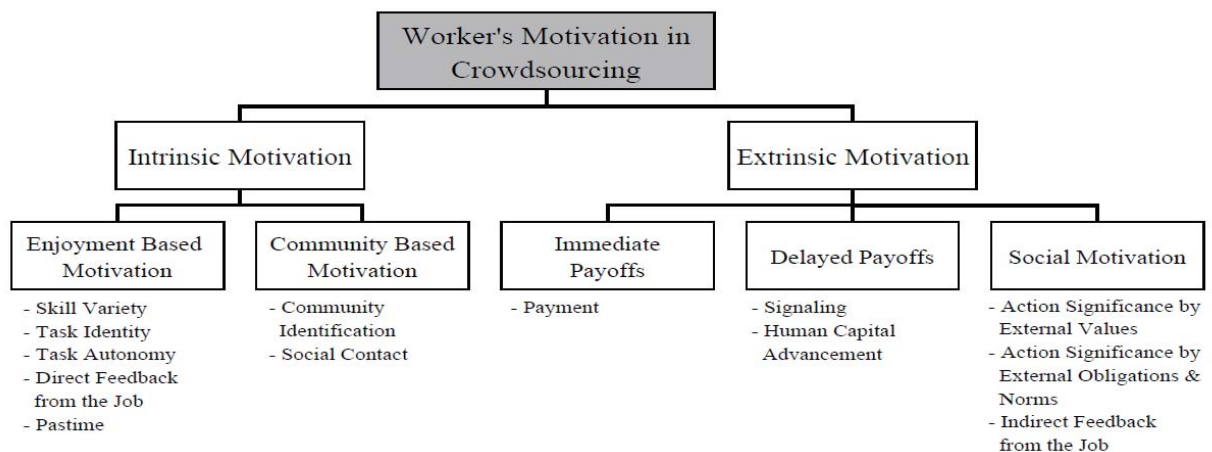 Worker's Motivation in
Crowdsourcing
Intrinsic Motivation
Extrinsic Motivation
Enjoyment Based
Motivation
- Skill Variety
- Task Identity
- Task Autonomy
- Direct Feedback
from the Job
- Pastime
Community Based
Motivation
- Community
Identification
- Social Contact
Immediate
Payoffs
- Payment
Delayed Payoffs
- Signaling
- Human Capital
Advancement
Social Motivation
- Action Significance by
External Values
- Action Significance by
External Obligations &
Norms
- Indirect Feedback
from the Job